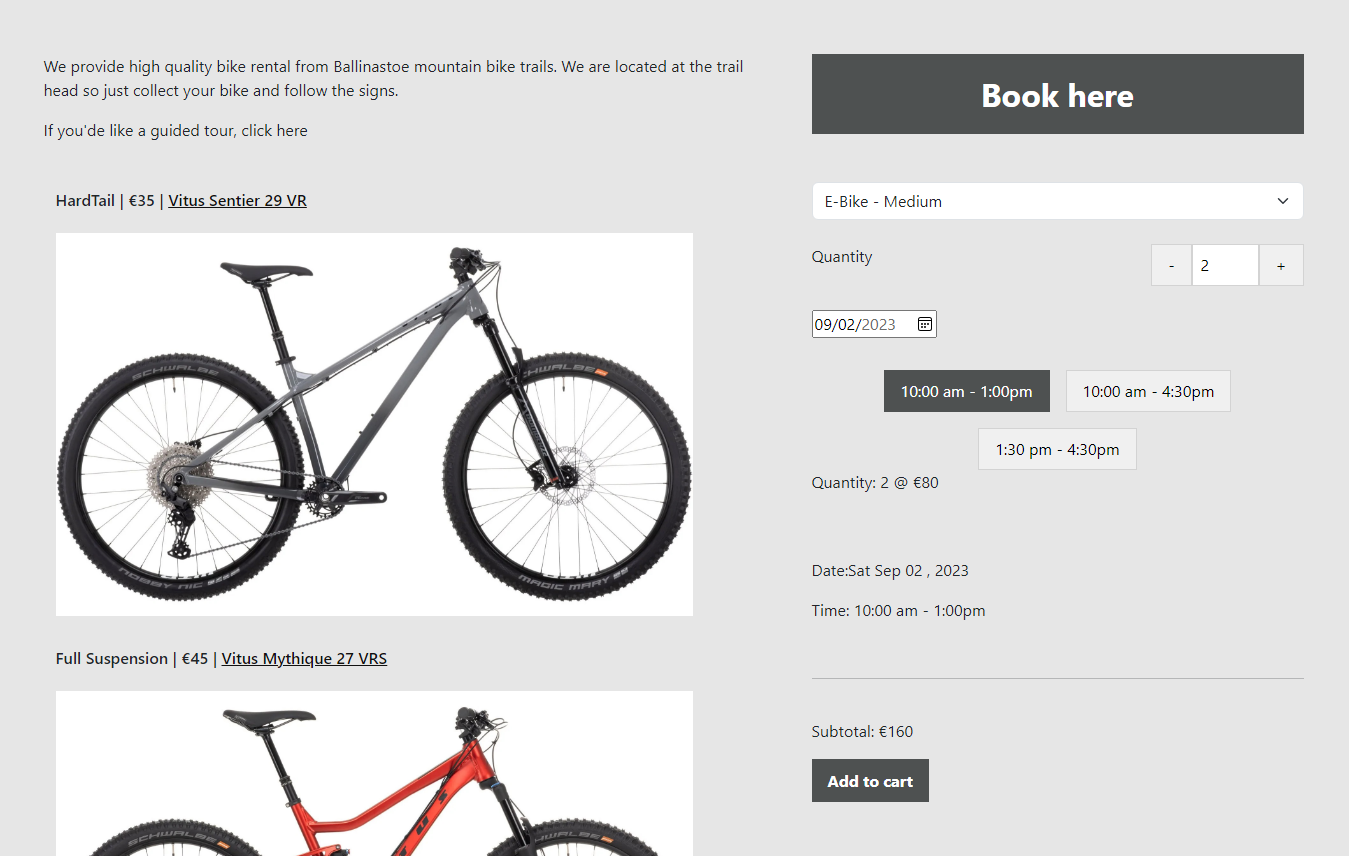 We provide high quality bike rental from Ballinastoe mountain bike trails. We are located at the trail
head so just collect your bike and follow the signs.
If you'de like a guided tour, click here
HardTail | €35 | Vitus Sentier 29 VR
SCHWALBE
SCHWALBE
NOBBY NIC
MAGIC MARY
Full Suspension | €45 | Vitus Mythique 27 VRS
SCHWALBE
SCHWALBE
Book here
E-Bike - Medium
Quantity
- 2 +
09/02/2023
10:00 am - 1:00pm
10:00 am - 4:30pm
1:30 pm - 4:30pm
Quantity: 2 @ €80
Date:Sat Sep 02 , 2023
Time: 10:00 am - 1:00pm
Subtotal: €160
Add to cart